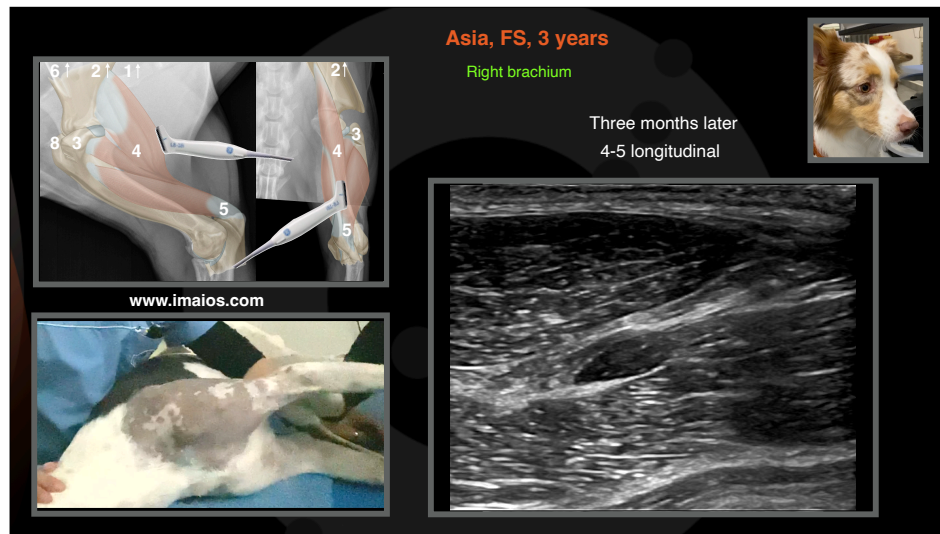 Asia, FS, 3 years
Right brachium
Three months later
4-5 longitudinal
6↑ 2↑ 1↑
2↑
8 3
3
4
4
5
5
www.imaios.com